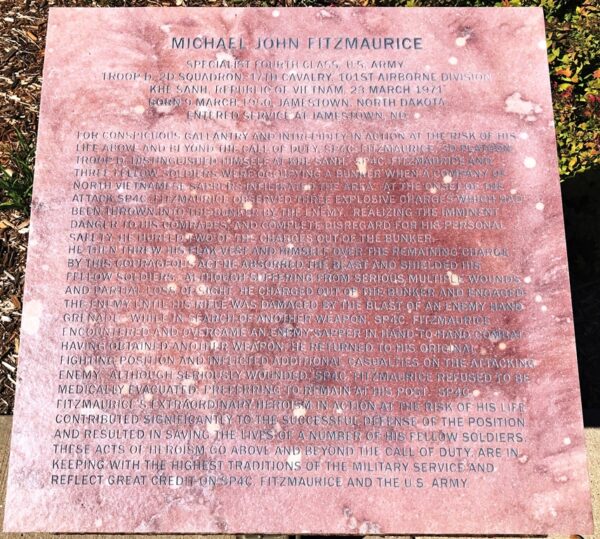 MICHAEL JOHN FITZMAURICE
SPECIALIST FOURTH CLASS, U.S. ARMY
TROOP D, 2D SQUADRON, 17TH CAVALRY, 101ST AIRBORNE DIVISION
KHE SANH, REPUBLIC OF VIETNAM, 23 MARCH 1971
BORN 9 MARCH 1950, JAMESTOWN, NORTH DAKOTA
ENTERED SERVICE AT JAMESTOWN, ND
FOR CONSPICUOUS GALLANTRY AND INTREPIDITY IN ACTION AT THE RISK OF HIS
LIFE ABOVE AND BEYOND THE CALL OF DUTY. SP4C. FITZMAURICE, 3D PLATOON,
TROOP D, DISTINGUISHED HIMSELF AT KHE SANH. SP4C. FITZMAURICE AND
THREE FELLOW SOLDIERS WERE OCCUPYING A BUNKER WHEN A COMPANY OF
NORTH VIETNAMESE SAPPERS INFILTRATED THE AREA. AT THE ONSET OF THE
ATTACK SP4C. FITZMAURICE OBSERVED THREE EXPLOSIVE CHARGES WHICH HAD
BEEN THROWN INTO THE BUNKER BY THE ENEMY. REALIZING THE IMMINENT
DANGER TO HIS COMRADES, AND COMPLETE DISREGARD FOR HIS PERSONAL
SAFETY, HE HURLED TWO OF THE CHARGES OUT OF THE BUNKER.
HE THEN THREW HIS FLAK VEST AND HIMSELF OVER THE REMAINING CHARGE.
BY THIS COURAGEOUS ACT HE ABSORBED THE BLAST AND SHIELDED HIS
FELLOW SOLDIERS. ALTHOUGH SUFFERING FROM SERIOUS MULTIPLE WOUNDS
AND PARTIAL LOSS OF SIGHT, HE CHARGED OUT OF THE BUNKER AND ENGAGED
THE ENEMY UNTIL HIS RIFLE WAS DAMAGED BY THE BLAST OF AN ENEMY HAND
GRENADE. WHILE IN SEARCH OF ANOTHER WEAPON, SP4C. FITZMAURICE
ENCOUNTERED AND OVERCAME AN ENEMY SAPPER IN HAND-TO-HAND COMBAT.
HAVING OBTAINED ANOTHER WEAPON, HE RETURNED TO HIS ORIGINAL
FIGHTING POSITION AND INFLICTED ADDITIONAL CASUALTIES ON THE ATTACKING
ENEMY. ALTHOUGH SERIOUSLY WOUNDED, SP4C. FITZMAURICE REFUSED TO BE
MEDICALLY EVACUATED, PREFERRING TO REMAIN AT HIS POST. SP4C.
FITZMAURICE'S EXTRAORDINARY HEROISM IN ACTION AT THE RISK OF HIS LIFE
CONTRIBUTED SIGNIFICANTLY TO THE SUCCESSFUL DEFENSE OF THE POSITION
AND RESULTED IN SAVING THE LIVES OF A NUMBER OF HIS FELLOW SOLDIERS.
THESE ACTS OF HEROISM GO ABOVE AND BEYOND THE CALL OF DUTY, ARE IN
KEEPING WITH THE HIGHEST TRADITIONS OF THE MILITARY SERVICE AND
REFLECT GREAT CREDIT ON SP4C. FITZMAURICE AND THE U.S. ARMY.